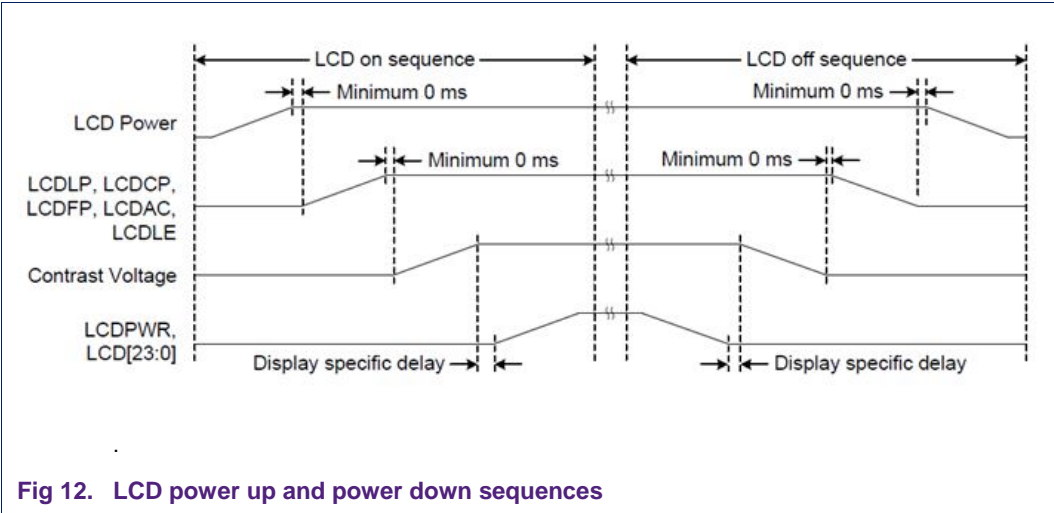 LCD on sequence
LCD off sequence
Minimum 0 ms
Minimum 0 ms
LCD Power
Minimum 0 ms
Minimum 0 ms
LCDLP, LCDCP,
LCDFP, LCDAC,
LCDLE
Contrast Voltage
LCDPWR,
LCD[23:0]
Display specific delay
Display specific delay
.
Fig 12. LCD power up and power down sequences